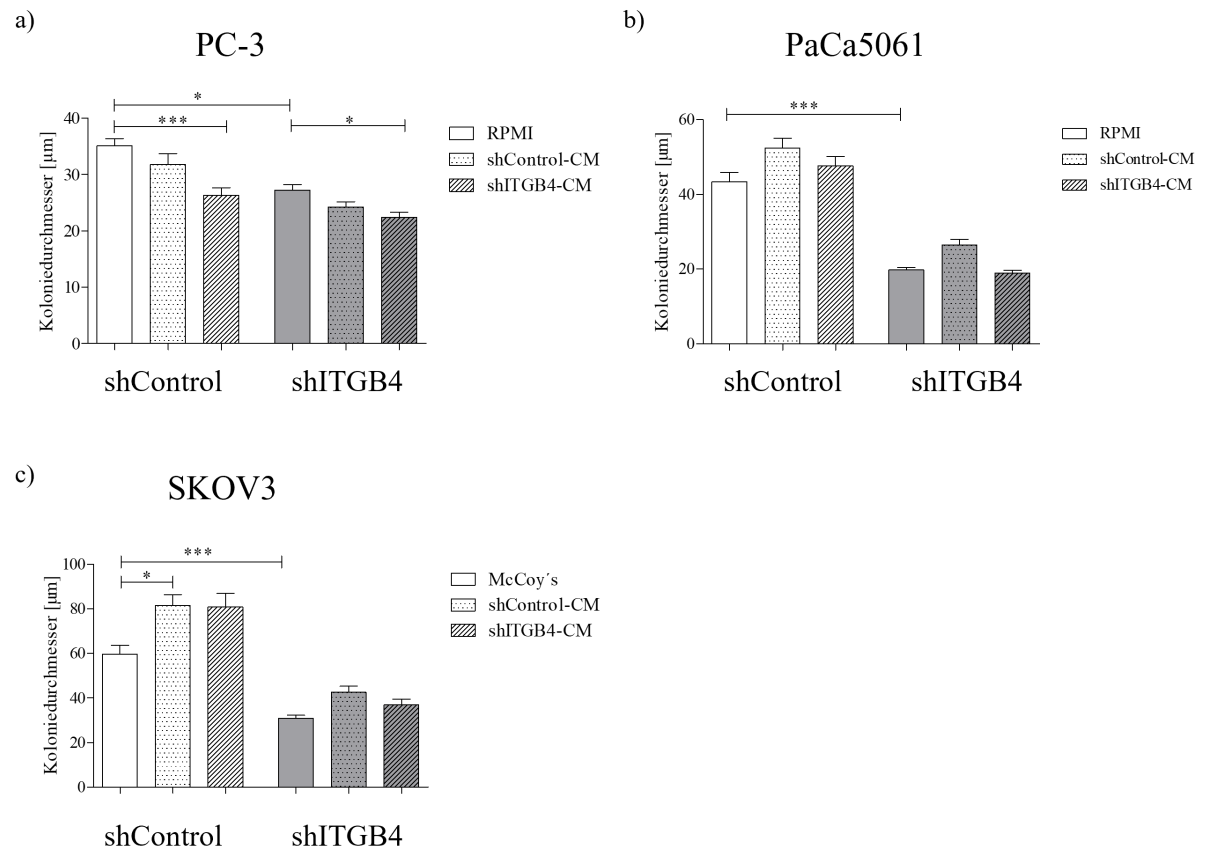 a)
PC-3
*
***
*
Koloniedurchmesser [µm]
40
30
20
10
0
RPMI
shControl-CM
shITGB4-CM
shControl
shITGB4
b)
PaCa5061
***
Koloniedurchmesser [µm]
60
40
20
0
RPMI
shControl-CM
shITGB4-CM
shControl
shITGB4
c)
SKOV3
***
*
Koloniedurchmesser [µm]
100
80
60
40
20
0
McCoy´s
shControl-CM
shITGB4-CM
shControl
shITGB4